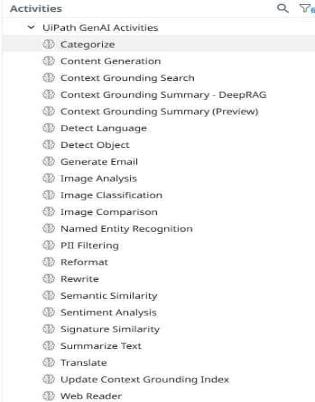 Activities
UiPath GenAI Activities
Categorize
Content Generation
Context Grounding Search
Context Grounding Summary - DeepRAG
Context Grounding Summary (Preview)
Detect Language
Detect Object
Generate Email
Image Analysis
Image Classification
Image Comparison
Named Entity Recognition
PII Filtering
Reformat
Rewrite
Semantic Similarity
Sentiment Analysis
Signature Similarity
Summarize Text
Translate
Update Context Grounding Index
Web Reader